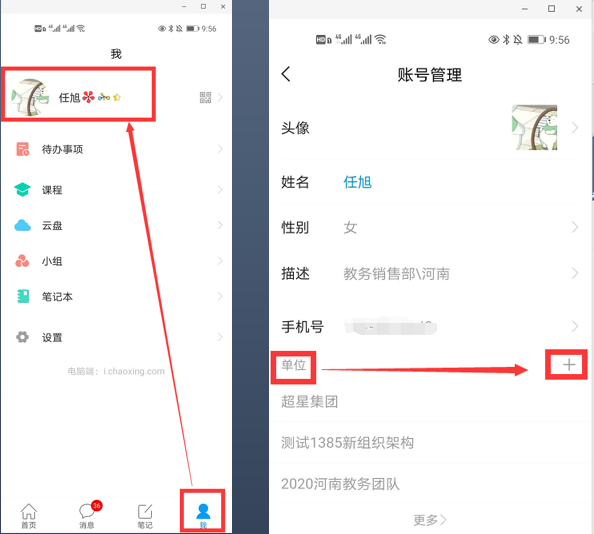 9:56
我
任旭
待办事项
课程
云盘
小组
笔记本
设置
电脑端：i.chaoxing.com
36
首页
消息
笔记
我
9:56
账号管理
头像
姓名 任旭
性别 女
描述 教务销售部\河南
手机号
单位
超星集团
测试1385新组织架构
2020河南教务团队
更多